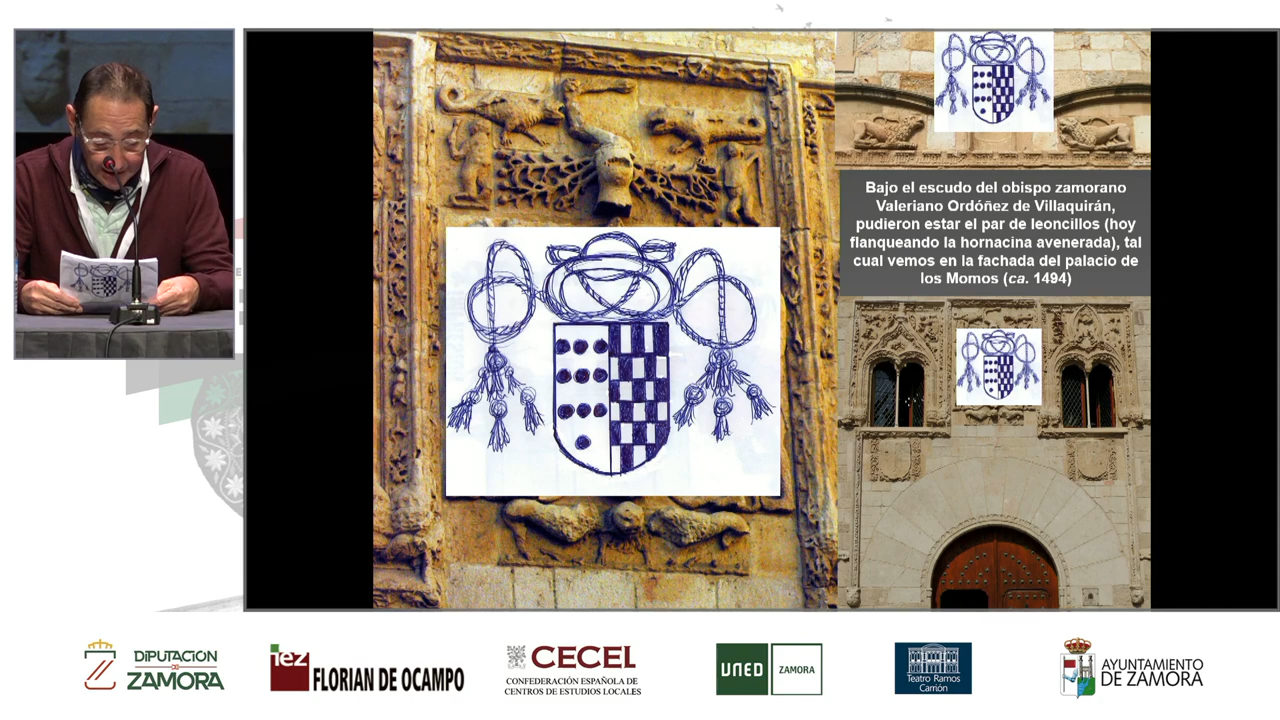 Bajo el escudo del obispo zamorano
Valeriano Ordóñez de Villaquirán,
pudieron estar el par de leoncillos (hoy
flanqueando la hornacina avenerada), tal
cual vemos en la fachada del palacio de
los Momos (ca. 1494)
DIPUTACIÓN
ZAMORA
iez
FLORIAN DE OCAMPO
CECEL
CONFEDERACIÓN ESPAÑOLA DE
CENTROS DE ESTUDIOS LOCALES
UNED
ZAMORA
Teatro Ramos
Carrión
AYUNTAMIENTO
DE ZAMORA